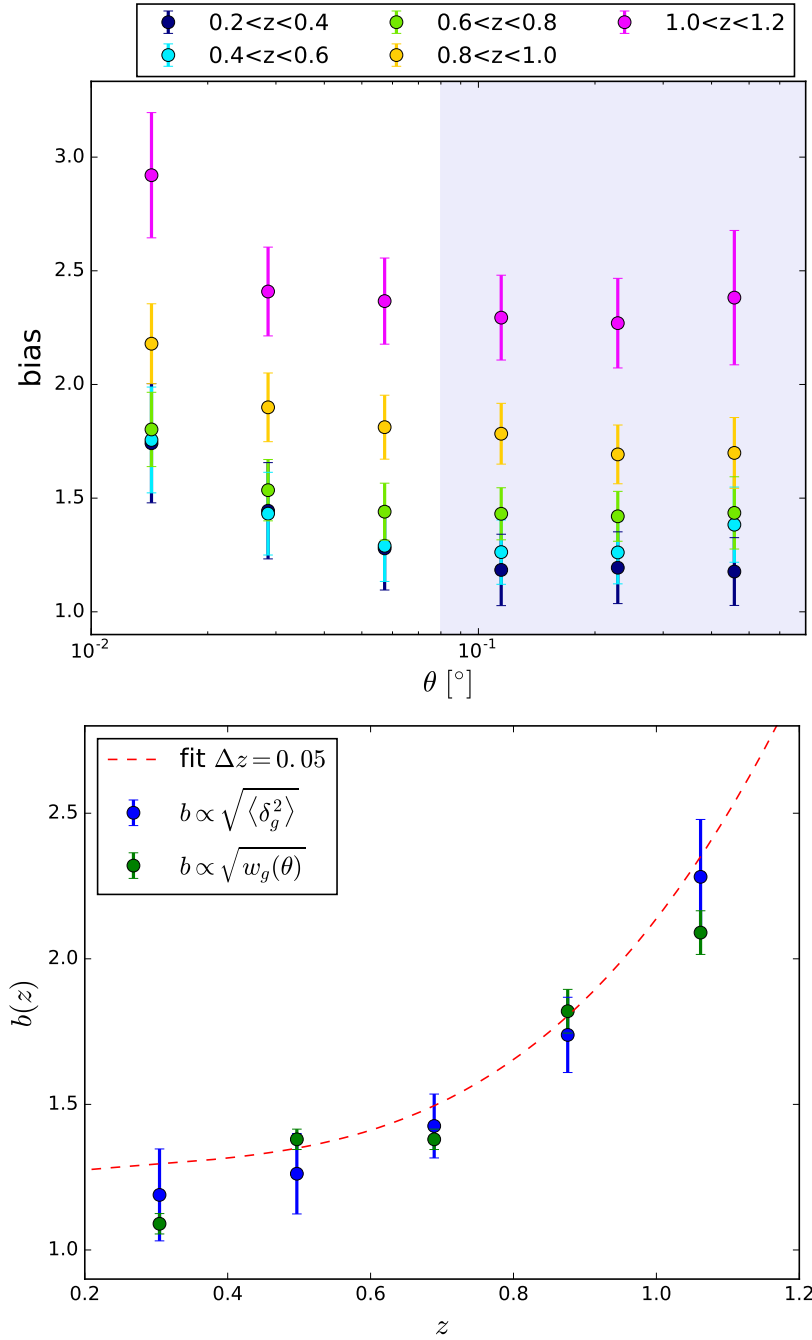 0.2<z<0.4 0.6<z<0.8 1.0<z<1.2
0.4<z<0.6 0.8<z<1.0
3.0
2.5
2.0
1.5
1.0
bias
10⁻² 10⁻¹
θ [°]
fit Δz = 0.05
b ∝ √⟨δ_g²⟩
b ∝ √w_g(θ)
2.5
2.0
1.5
1.0
b(z)
0.2 0.4 0.6 0.8 1.0 1.2
z